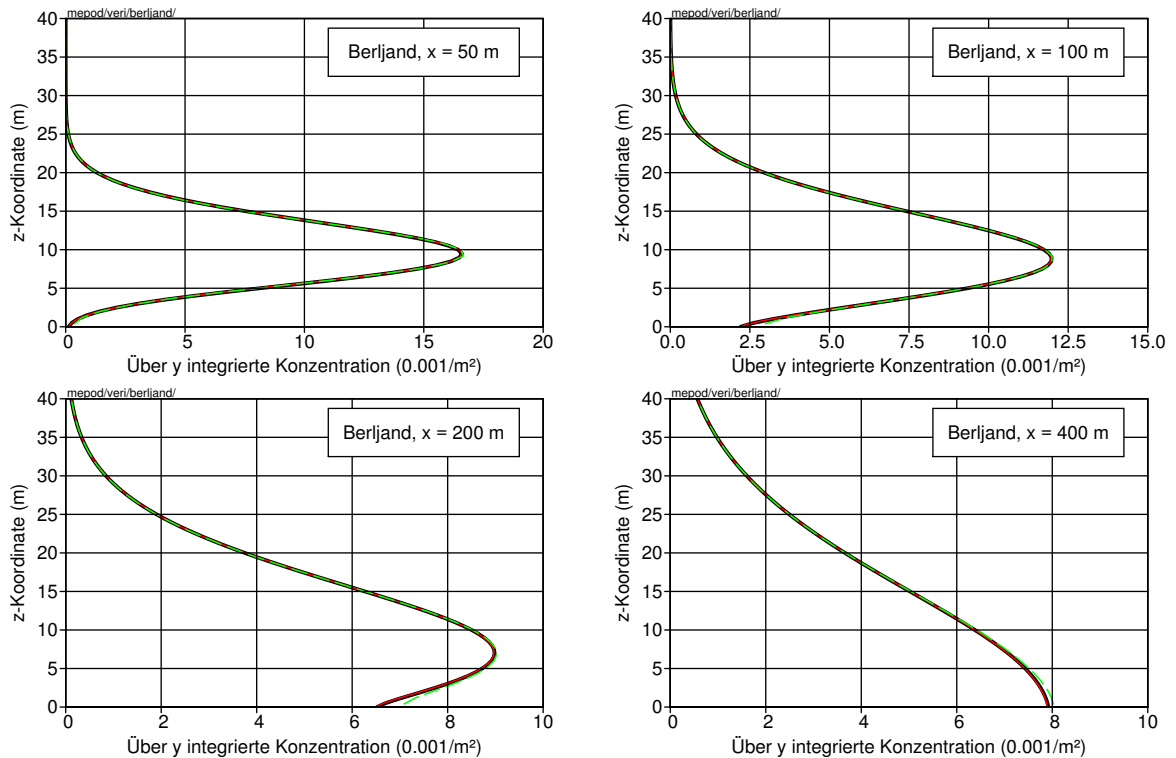 mepod/veri/berljand/
Berljand, x = 50 m
z-Koordinate (m)
40
35
30
25
20
15
10
5
0
0 5 10 15 20
Über y integrierte Konzentration (0.001/m²)
mepod/veri/berljand/
Berljand, x = 100 m
z-Koordinate (m)
40
35
30
25
20
15
10
5
0
0.0 2.5 5.0 7.5 10.0 12.5 15.0
Über y integrierte Konzentration (0.001/m²)
mepod/veri/berljand/
Berljand, x = 200 m
z-Koordinate (m)
40
35
30
25
20
15
10
5
0
0 2 4 6 8 10
Über y integrierte Konzentration (0.001/m²)
mepod/veri/berljand/
Berljand, x = 400 m
z-Koordinate (m)
40
35
30
25
20
15
10
5
0
0 2 4 6 8 10
Über y integrierte Konzentration (0.001/m²)